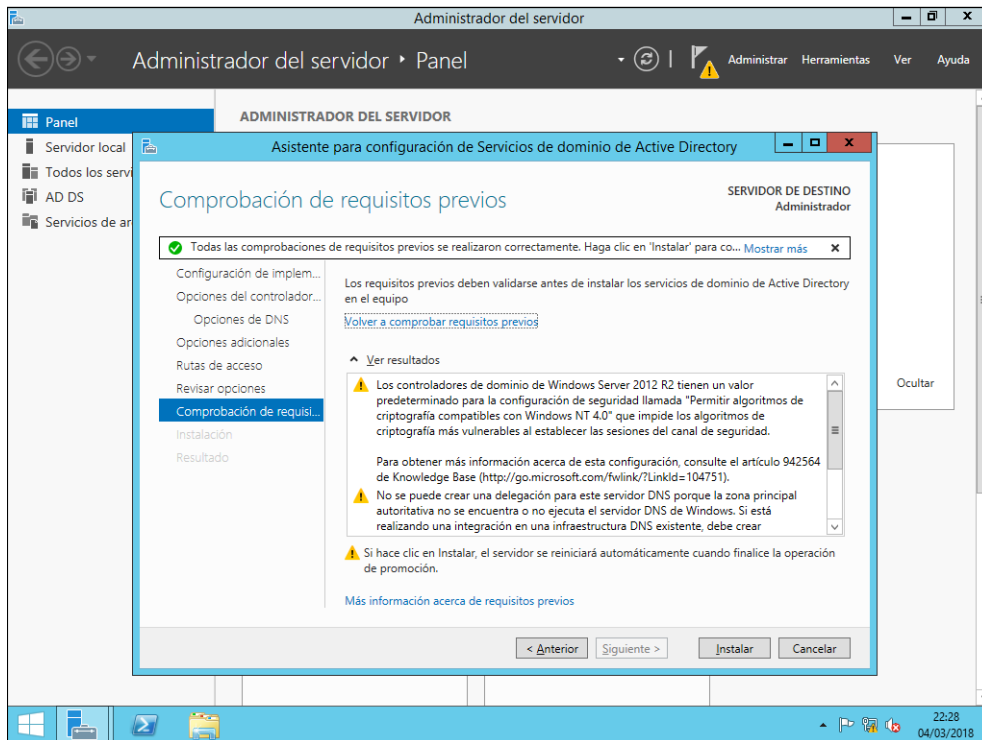 Administrador del servidor
Administrador del servidor ‣ Panel
Administrar Herramientas Ver Ayuda
Panel
Servidor local
Todos los servi
AD DS
Servicios de ar
ADMINISTRADOR DEL SERVIDOR
Ocultar
Asistente para configuración de Servicios de dominio de Active Directory
Comprobación de requisitos previos
SERVIDOR DE DESTINO
Administrador
Todas las comprobaciones de requisitos previos se realizaron correctamente. Haga clic en 'Instalar' para co... Mostrar más
Configuración de implem...
Opciones del controlador...
Opciones de DNS
Opciones adicionales
Rutas de acceso
Revisar opciones
Comprobación de requisi...
Instalación
Resultado
Los requisitos previos deben validarse antes de instalar los servicios de dominio de Active Directory
en el equipo
Volver a comprobar requisitos previos
Ver resultados
Los controladores de dominio de Windows Server 2012 R2 tienen un valor
predeterminado para la configuración de seguridad llamada "Permitir algoritmos de
criptografía compatibles con Windows NT 4.0" que impide los algoritmos de
criptografía más vulnerables al establecer las sesiones del canal de seguridad.
Para obtener más información acerca de esta configuración, consulte el artículo 942564
de Knowledge Base (http://go.microsoft.com/fwlink/?LinkId=104751).
No se puede crear una delegación para este servidor DNS porque la zona principal
autoritativa no se encuentra o no ejecuta el servidor DNS de Windows. Si está
realizando una integración en una infraestructura DNS existente, debe crear
Si hace clic en Instalar, el servidor se reiniciará automáticamente cuando finalice la operación
de promoción.
Más información acerca de requisitos previos
< Anterior Siguiente > Instalar Cancelar
22:28
04/03/2018